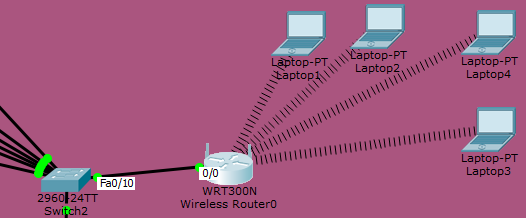 Laptop-PT
Laptop1
Laptop-PT
Laptop2
Laptop-PT
Laptop4
Laptop-PT
Laptop3
0/0
WRT300N
Wireless Router0
Fa0/10
2960-24TT
Switch2